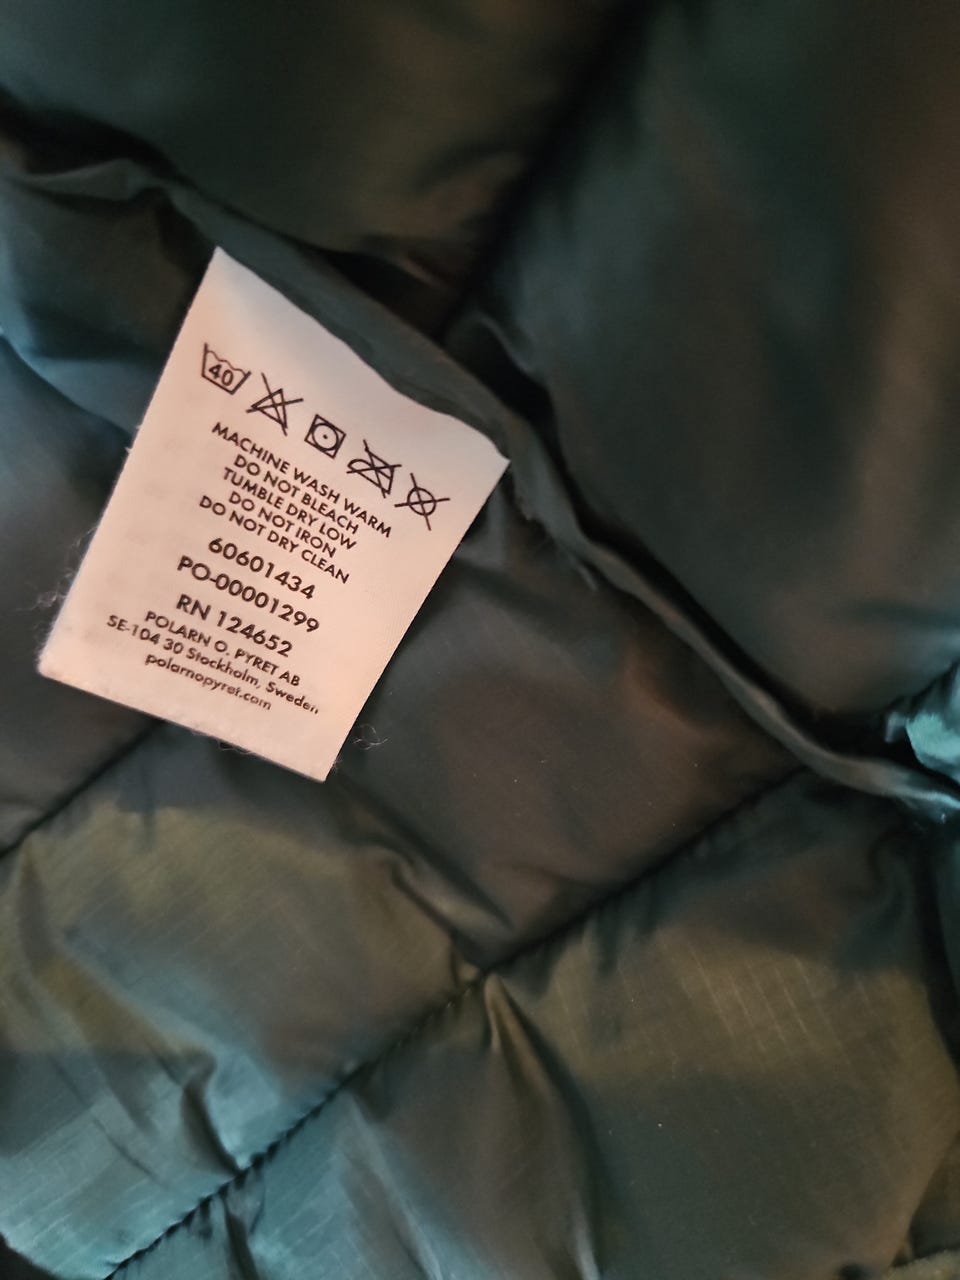 40
MACHINE WASH WARM
DO NOT BLEACH
TUMBLE DRY LOW
DO NOT IRON
DO NOT DRY CLEAN
60601434
PO-00001299
RN 124652
POLARN O. PYRET AB
SE-104 30 Stockholm, Sweden
polarnopyret.com